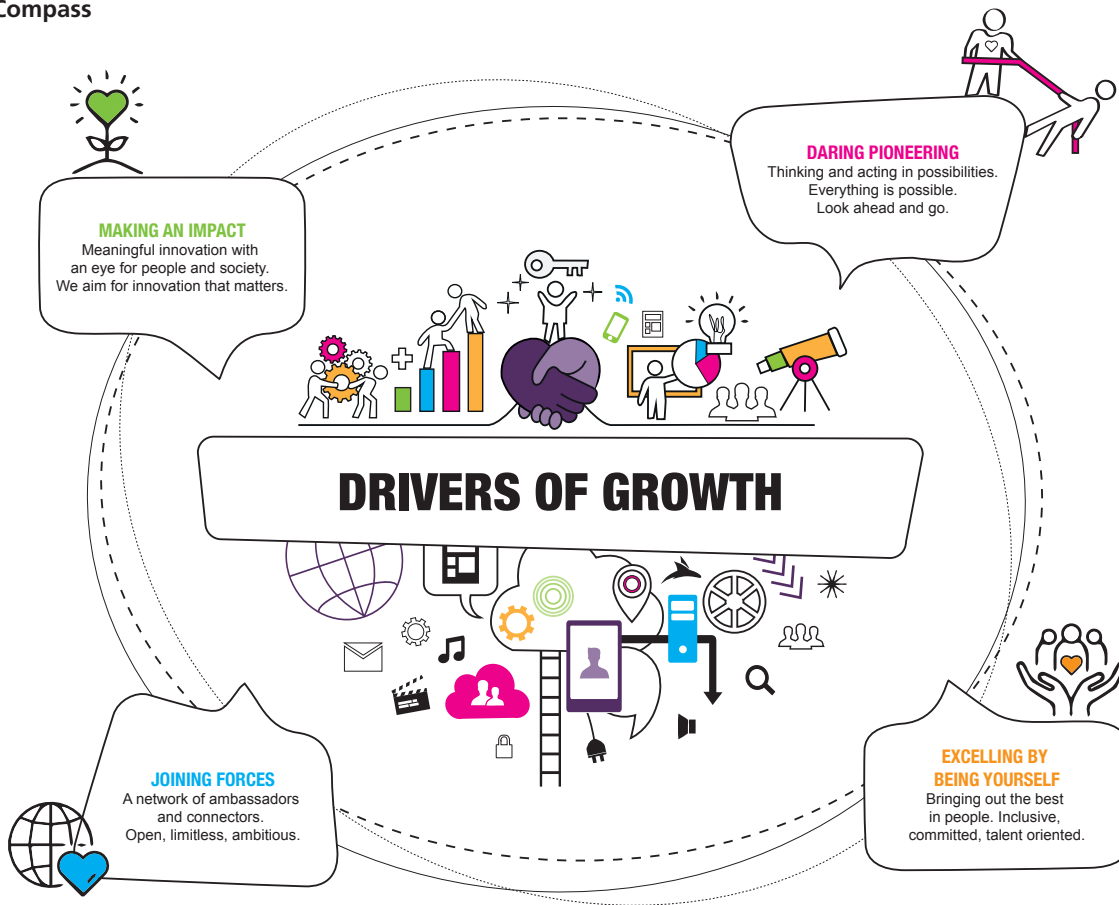 Compass
DARING PIONEERING
Thinking and acting in possibilities.
Everything is possible.
Look ahead and go.
MAKING AN IMPACT
Meaningful innovation with
an eye for people and society.
We aim for innovation that matters.
DRIVERS OF GROWTH
JOINING FORCES
A network of ambassadors
and connectors.
Open, limitless, ambitious.
EXCELLING BY
BEING YOURSELF
Bringing out the best
in people. Inclusive,
committed, talent oriented.